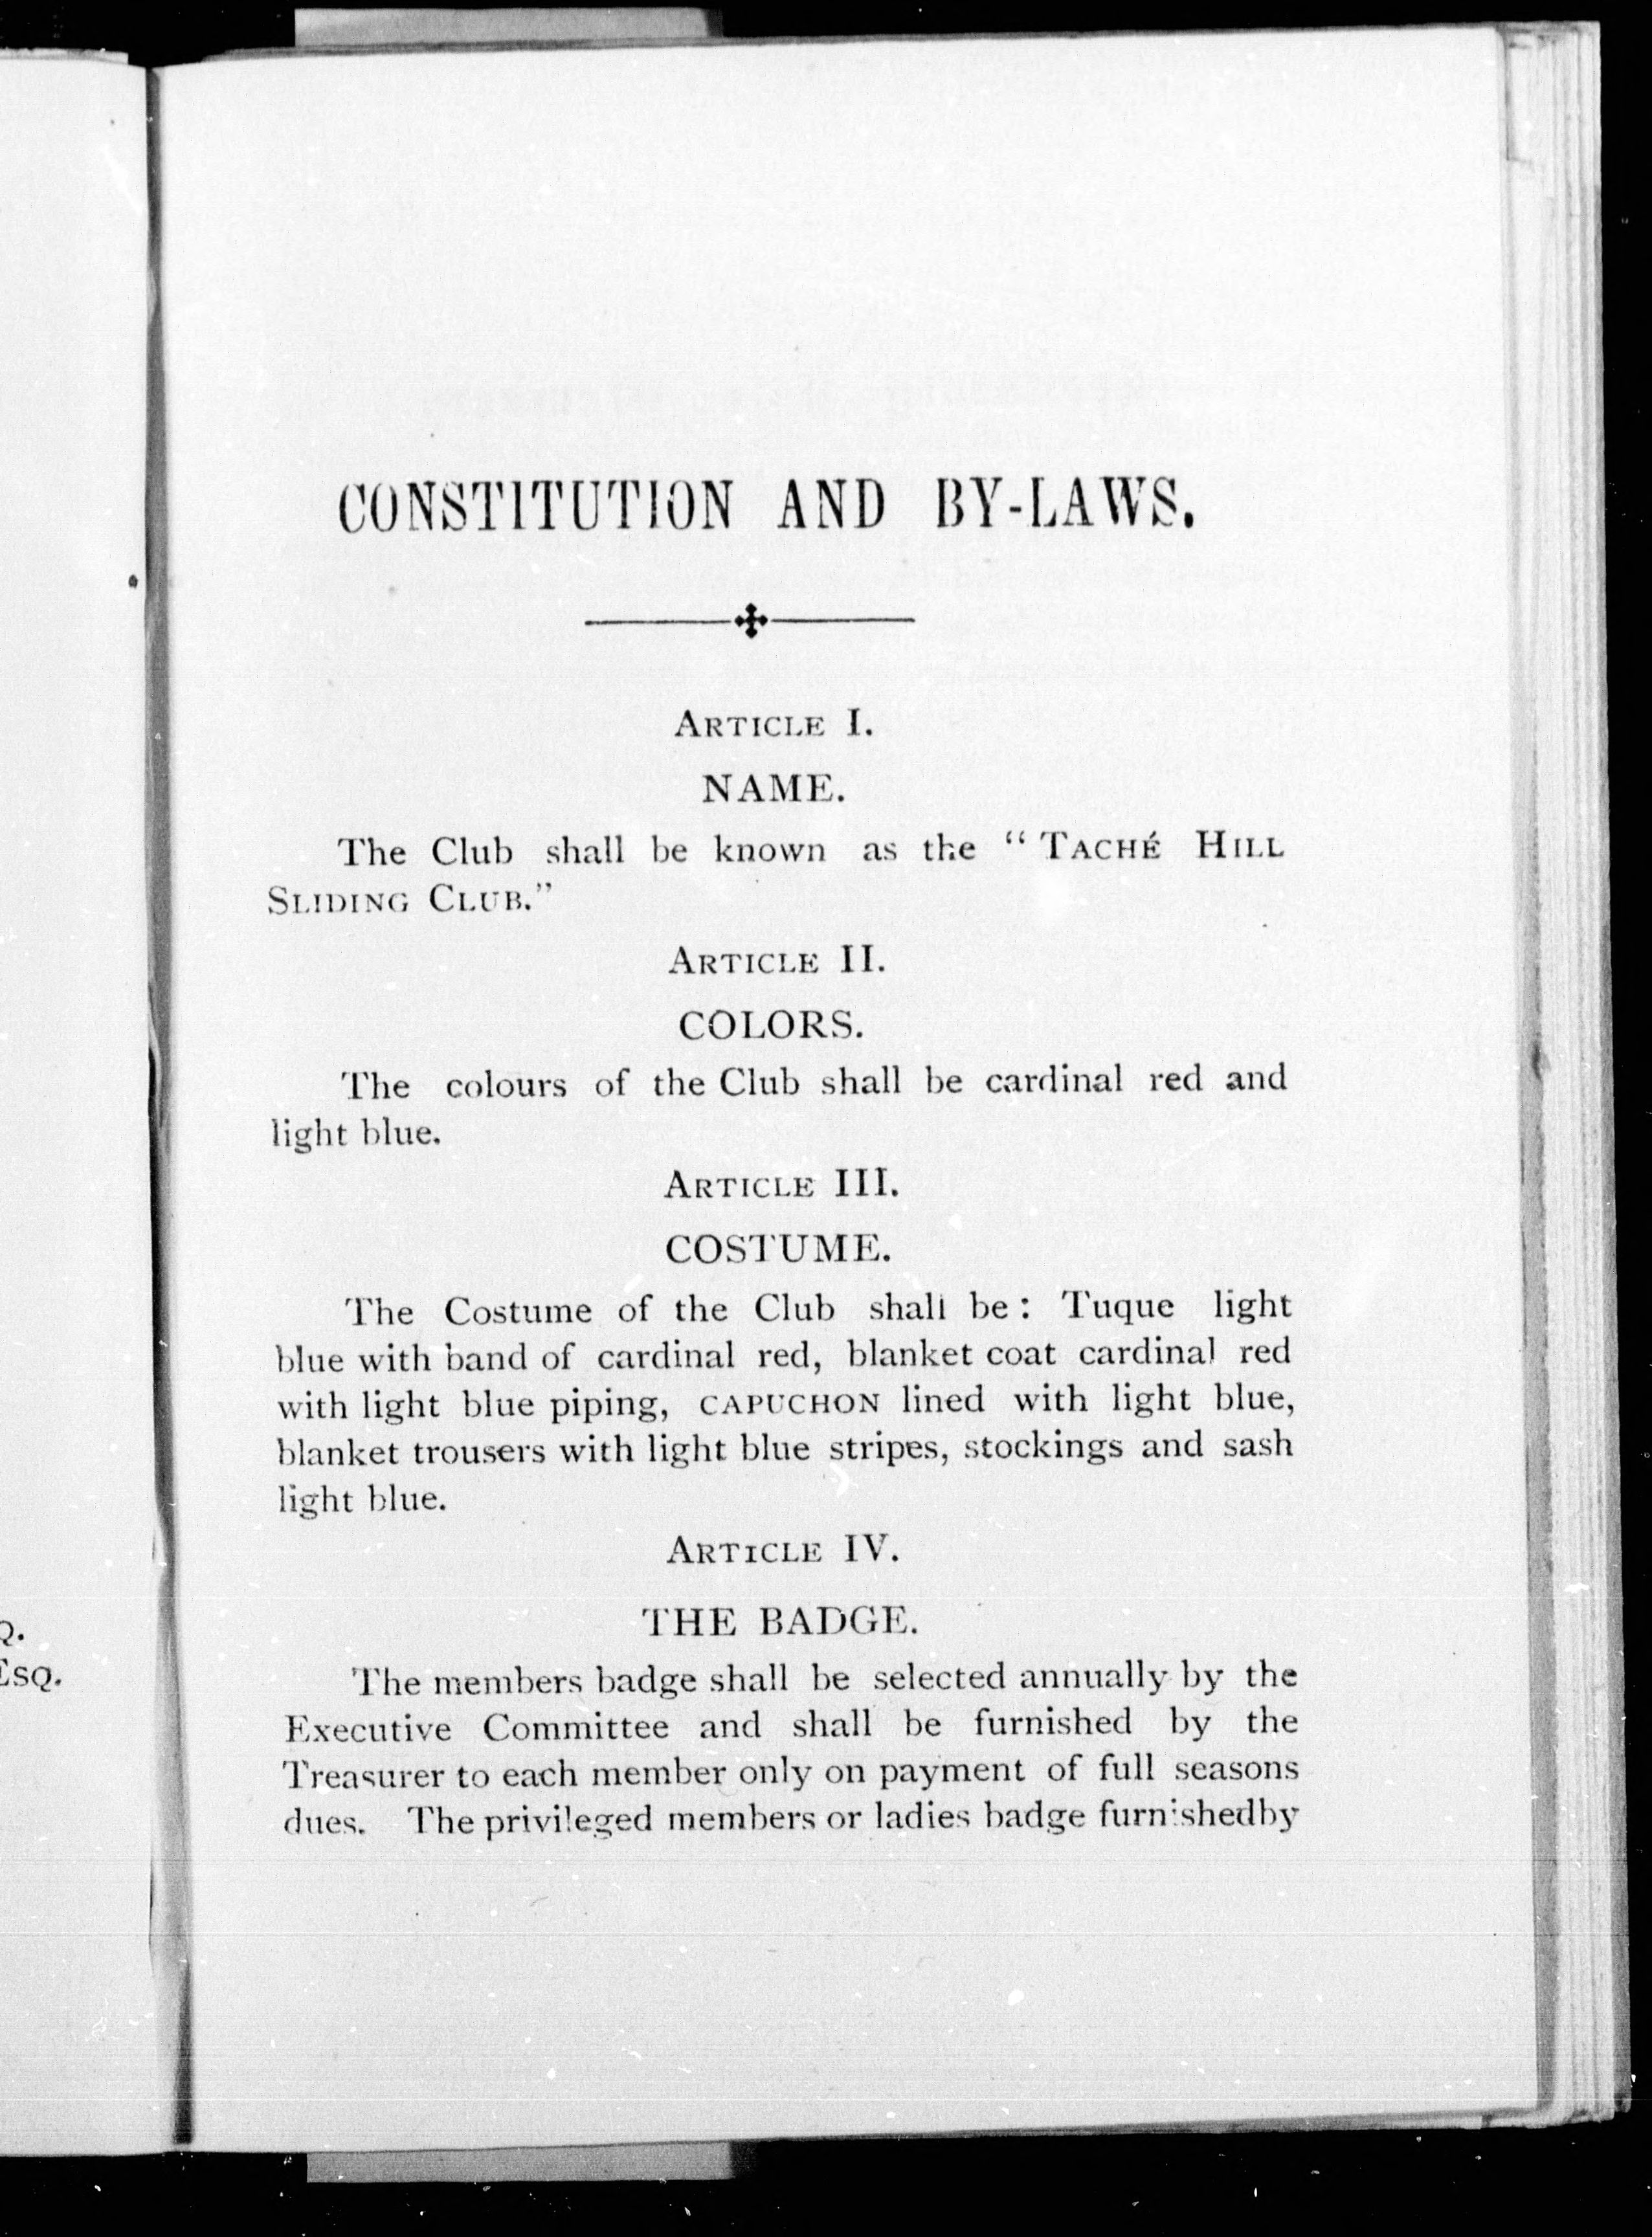 CONSTITUTION AND BY-LAWS.
ARTICLE I.
NAME.
The Club shall be known as the "TACHÉ HILL
SLIDING CLUB."
ARTICLE II.
COLORS.
The colours of the Club shall be cardinal red and
light blue.
ARTICLE III.
COSTUME.
The Costume of the Club shall be: Tuque light
blue with band of cardinal red, blanket coat cardinal red
with light blue piping, CAPUCHON lined with light blue,
blanket trousers with light blue stripes, stockings and sash
light blue.
ARTICLE IV.
THE BADGE.
The members badge shall be selected annually by the
Executive Committee and shall be furnished by the
Treasurer to each member only on payment of full seasons
dues. The privileged members or ladies badge furnishedby
Q.
ESQ.